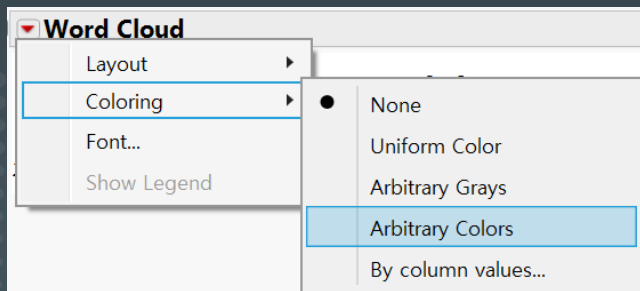 Word Cloud
Layout
Coloring
Font...
Show Legend
None
Uniform Color
Arbitrary Grays
Arbitrary Colors
By column values...